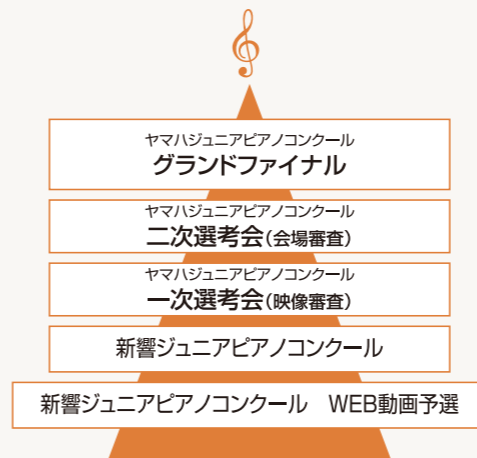 ヤマハジュニアピアノコンクール
グランドファイナル
ヤマハジュニアピアノコンクール
二次選考会(会場審査)
ヤマハジュニアピアノコンクール
一次選考会(映像審査)
新響ジュニアピアノコンクール
新響ジュニアピアノコンクール　WEB動画予選